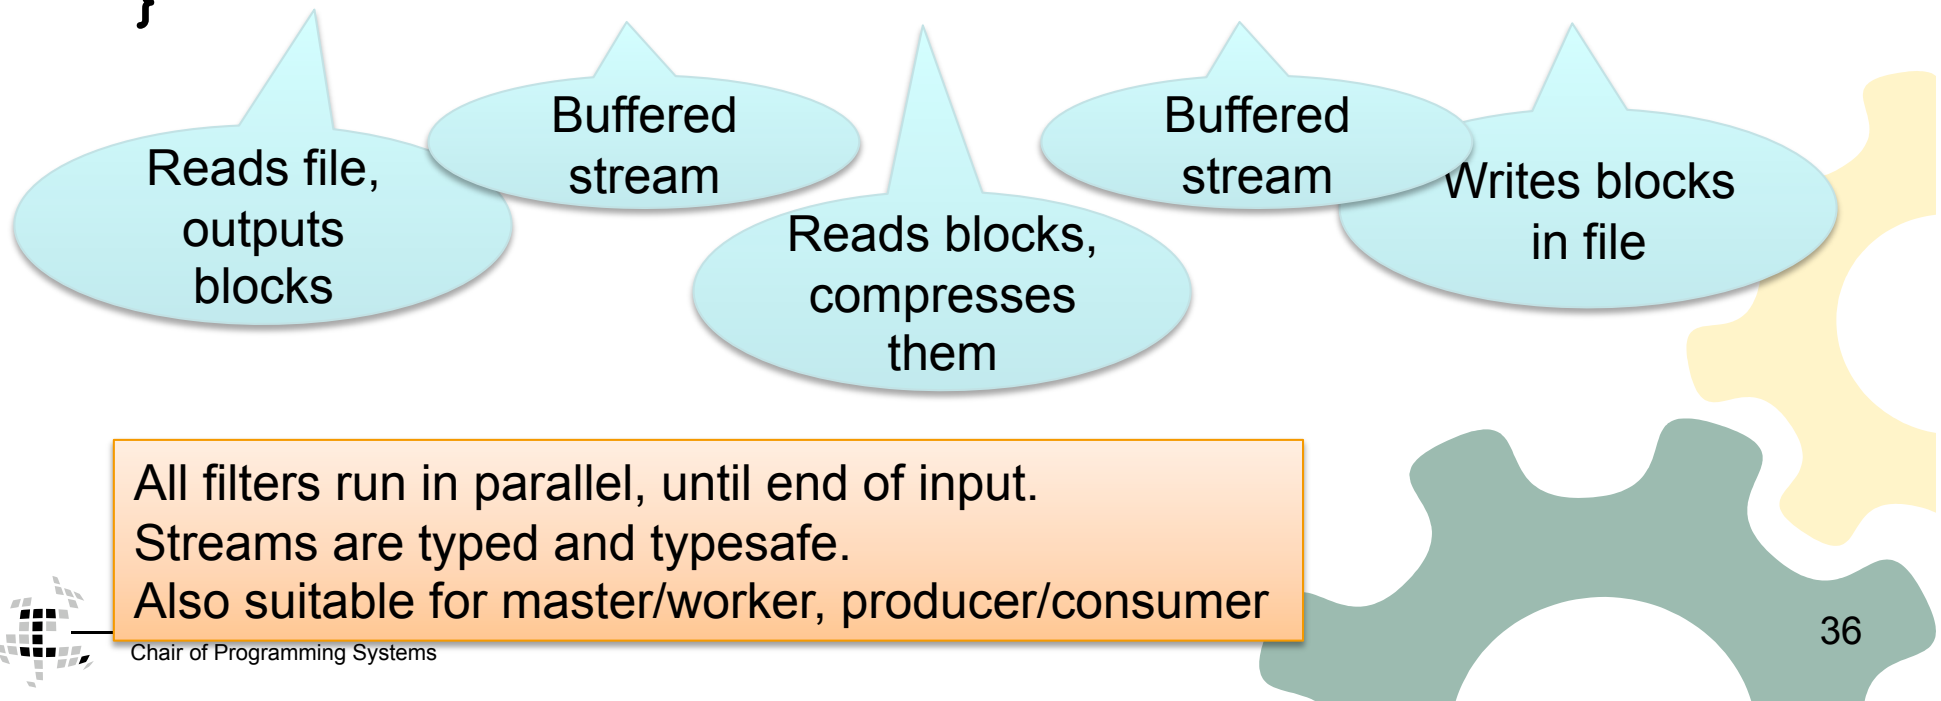 }
Reads file,
outputs
blocks
Buffered
stream
Reads blocks,
compresses
them
Buffered
stream
Writes blocks
in file
All filters run in parallel, until end of input.
Streams are typed and typesafe.
Also suitable for master/worker, producer/consumer
Chair of Programming Systems
36